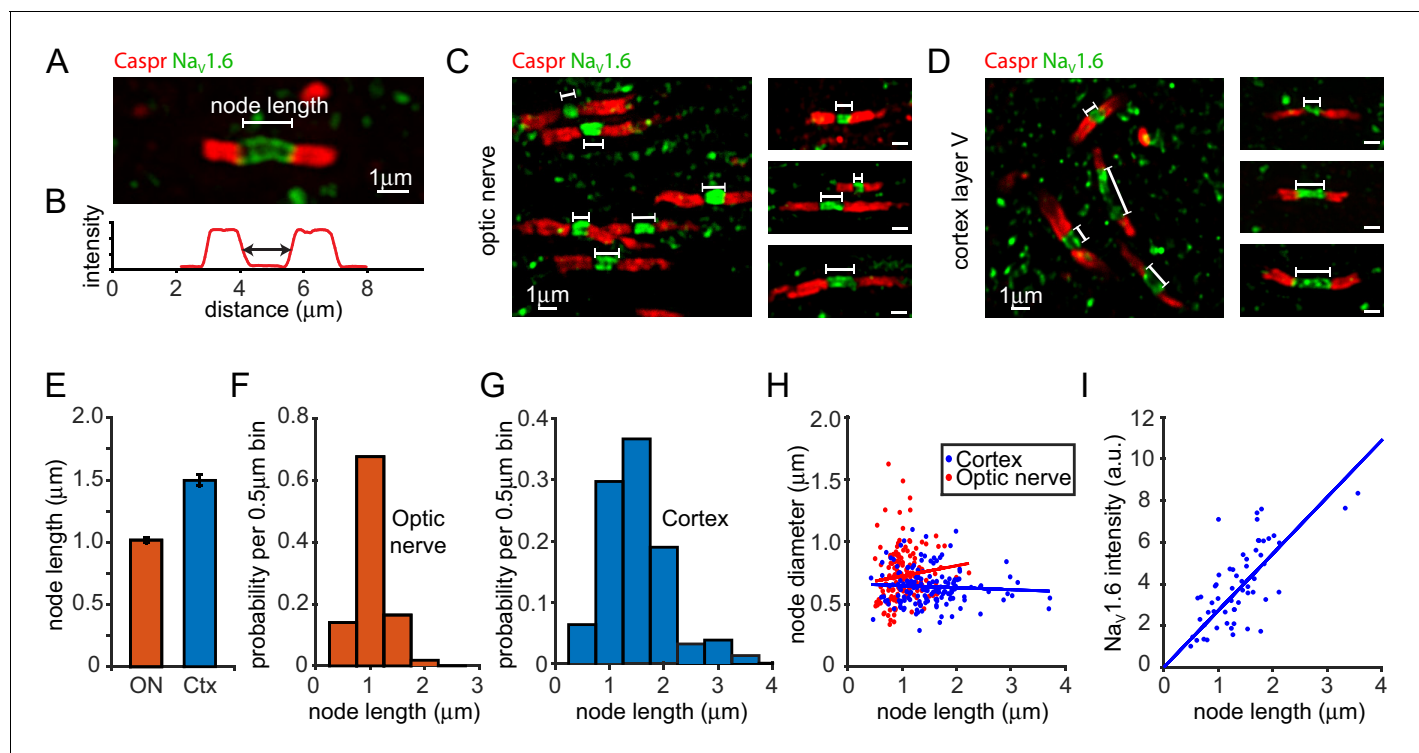 A
Caspr NaV1.6
node length
1μm
B
intensity
0 2 4 6 8
distance (μm)
C
Caspr NaV1.6
optic nerve
1μm
D
Caspr NaV1.6
cortex layer V
1μm
E
node length (μm)
2.0
1.5
1.0
0.5
0
ON Ctx
F
probability per 0.5μm bin
0.8
0.6
0.4
0.2
0
Optic
nerve
0 1 2 3
node length (μm)
G
probability per 0.5μm bin
0.4
0.3
0.2
0.1
0
Cortex
0 1 2 3 4
node length (μm)
H
node diameter (μm)
2.0
1.5
1.0
0.5
0
Cortex
Optic nerve
0 1 2 3 4
node length (μm)
I
NaV1.6 intensity (a.u.)
12
10
8
6
4
2
0
0 1 2 3 4
node length (μm)